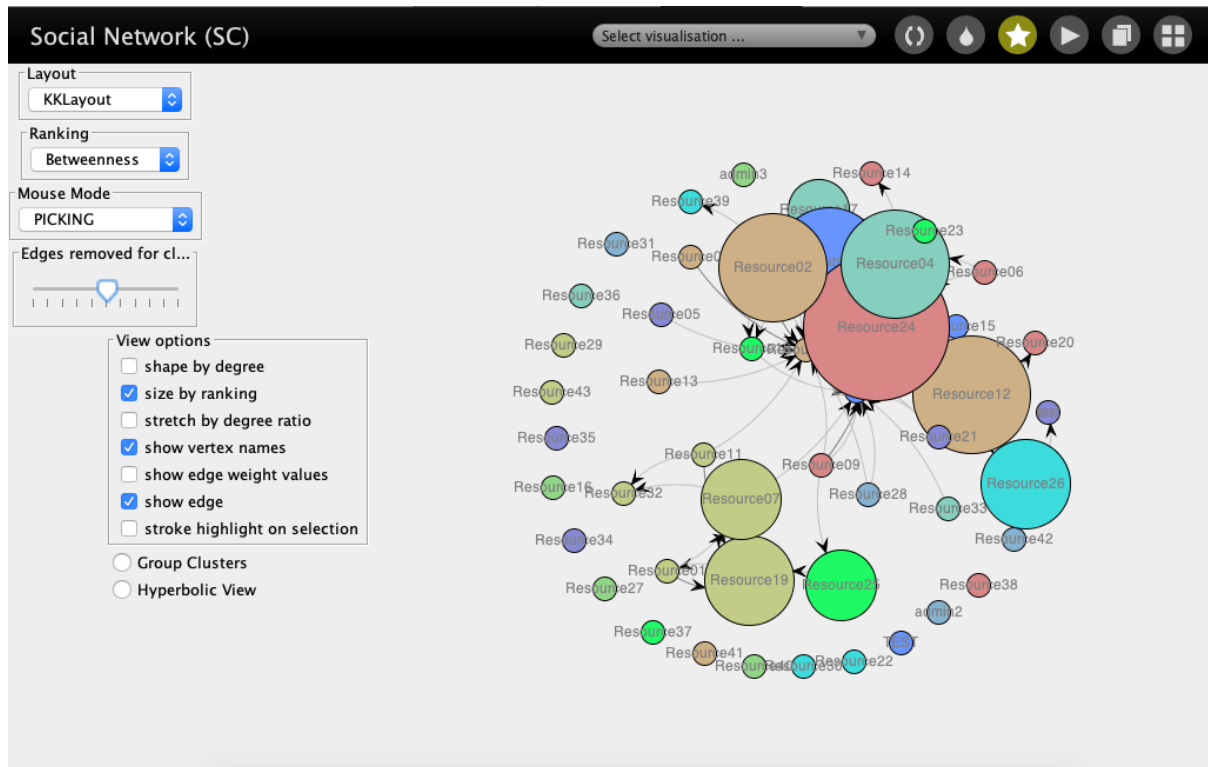 Social Network (SC)
Select visualisation ...
Layout
KKLayout
Ranking
Betweenness
Mouse Mode
PICKING
Edges removed for cl...
View options
shape by degree
size by ranking
stretch by degree ratio
show vertex names
show edge weight values
show edge
stroke highlight on selection
Group Clusters
Hyperbolic View
admin3
Resource14
Resource39
Resource23
Resource31
Resource02
Resource04
Resource06
Resource36
Resource05
Resource24
Resource29
Resource20
Resource13
Resource43
Resource12
Resource35
Resource21
Resource11
Resource09
Resource16
Resource32
Resource07
Resource28
Resource26
Resource33
Resource34
Resource42
Resource01
Resource19
Resource25
Resource27
Resource38
admin2
Resource37
TEST
Resource41
Resource22